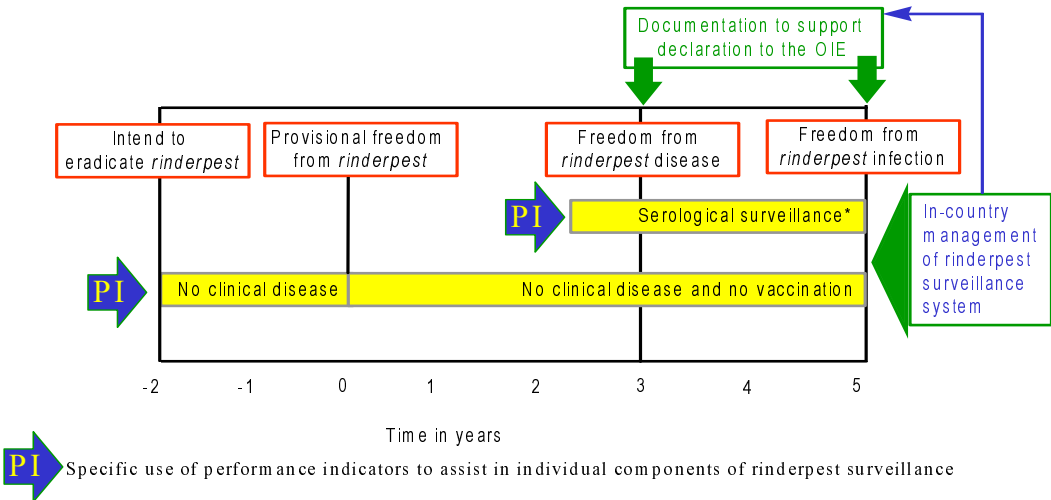 Documentation to support
declaration to the OIE
Intend to
eradicate rinderpest
Provisional freedom
from rinderpest
Freedom from
rinderpest disease
Freedom from
rinderpest infection
PI
Serological surveillance*
In-country
management
of rinderpest
surveillance
system
PI
No clinical disease
No clinical disease and no vaccination
-2 -1 0 1 2 3 4 5
Time in years
PI Specific use of performance indicators to assist in individual components of rinderpest surveillance